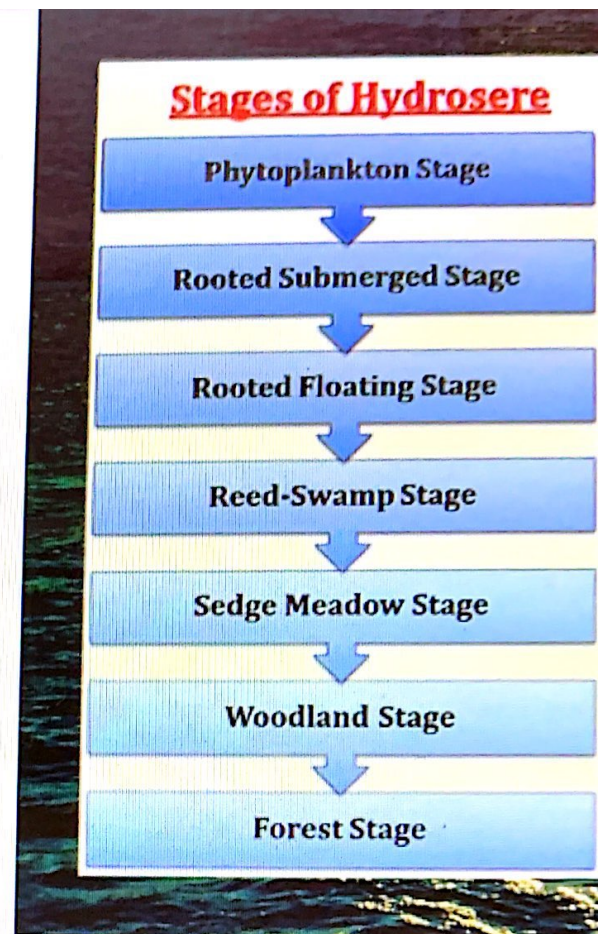 Stages of Hydrosere
Phytoplankton Stage
Rooted Submerged Stage
Rooted Floating Stage
Reed-Swamp Stage
Sedge Meadow Stage
Woodland Stage
Forest Stage